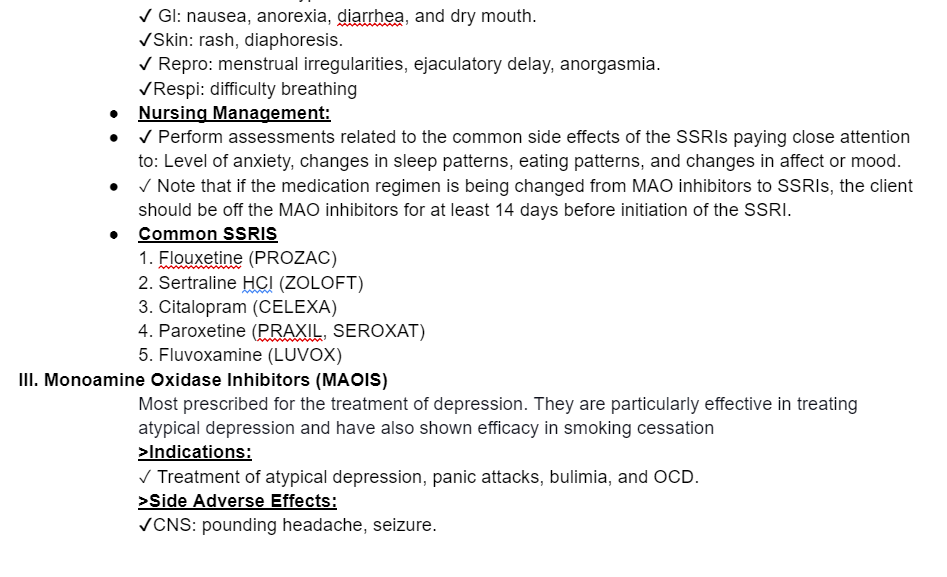 ✓ GI: nausea, anorexia, diarrhea, and dry mouth.
✓Skin: rash, diaphoresis.
✓ Repro: menstrual irregularities, ejaculatory delay, anorgasmia.
✓Respi: difficulty breathing
● Nursing Management:
● ✓ Perform assessments related to the common side effects of the SSRIs paying close attention
to: Level of anxiety, changes in sleep patterns, eating patterns, and changes in affect or mood.
● ✓ Note that if the medication regimen is being changed from MAO inhibitors to SSRIs, the client
should be off the MAO inhibitors for at least 14 days before initiation of the SSRI.
● Common SSRIS
1. Flouxetine (PROZAC)
2. Sertraline HCl (ZOLOFT)
3. Citalopram (CELEXA)
4. Paroxetine (PRAXIL, SEROXAT)
5. Fluvoxamine (LUVOX)
III. Monoamine Oxidase Inhibitors (MAOIS)
Most prescribed for the treatment of depression. They are particularly effective in treating
atypical depression and have also shown efficacy in smoking cessation
>Indications:
✓ Treatment of atypical depression, panic attacks, bulimia, and OCD.
>Side Adverse Effects:
✓CNS: pounding headache, seizure.